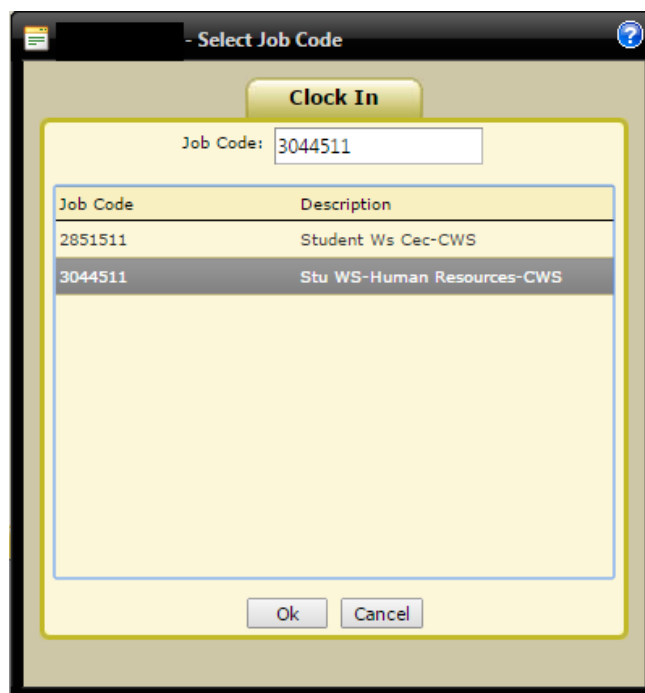 - Select Job Code
Clock In
Job Code: 3044511
Job Code Description
2851511 Student Ws Cec-CWS
3044511 Stu WS-Human Resources-CWS
Ok Cancel